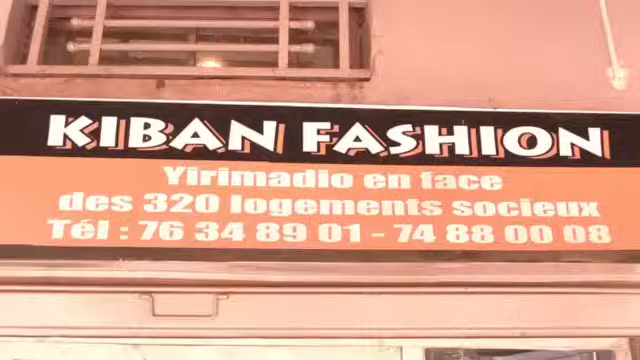 KIBAN FASHION
Yirimadio en face
des 320 logements socieux
Tél : 76 34 89 01 - 74 88 00 08